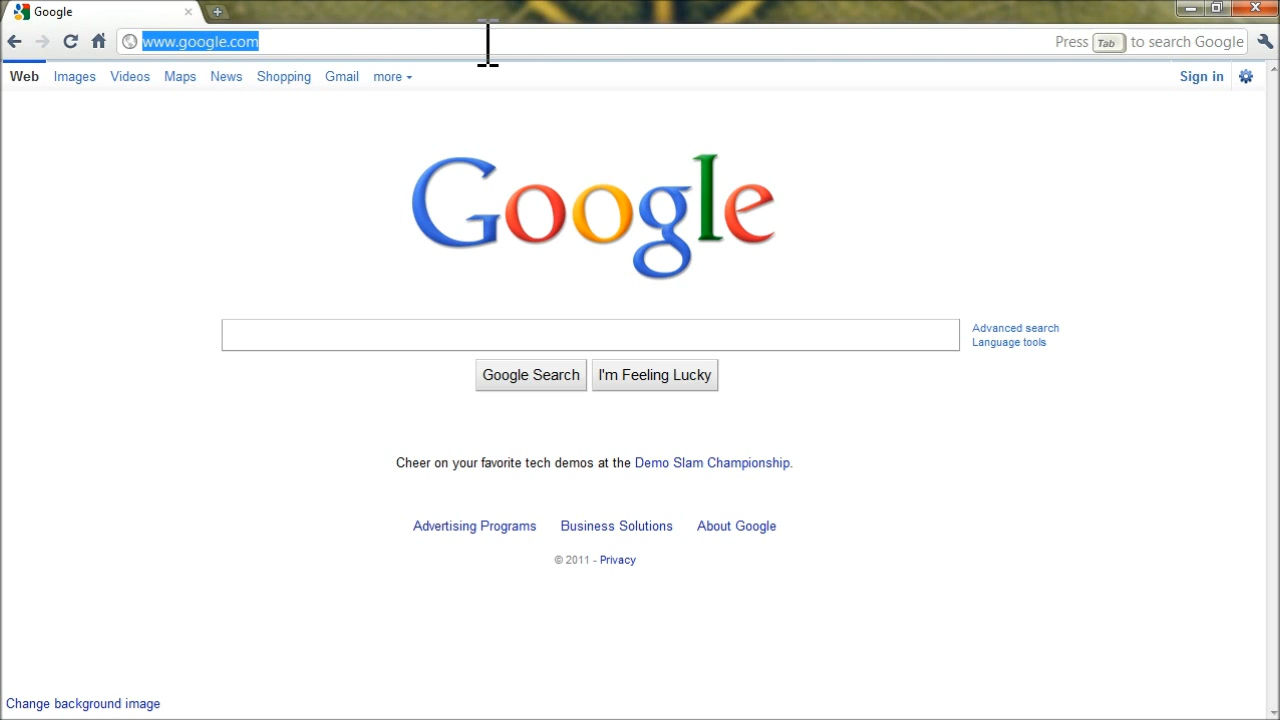 Google
www.google.com Press Tab to search Google
Web Images Videos Maps News Shopping Gmail more Sign in
Google
Advanced search
Language tools
Google Search I'm Feeling Lucky
Cheer on your favorite tech demos at the Demo Slam Championship.
Advertising Programs Business Solutions About Google
© 2011 - Privacy
Change background image